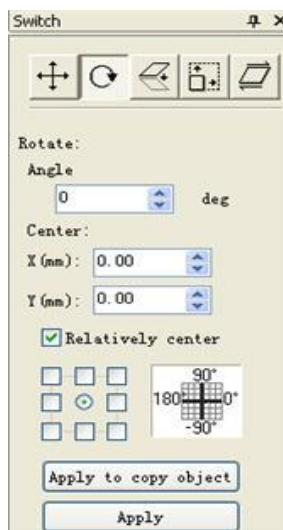 Switch
Rotate:
Angle
0 deg
Center:
X(mm): 0.00
Y(mm): 0.00
Relatively center
90°
180 0°
-90°
Apply to copy object
Apply